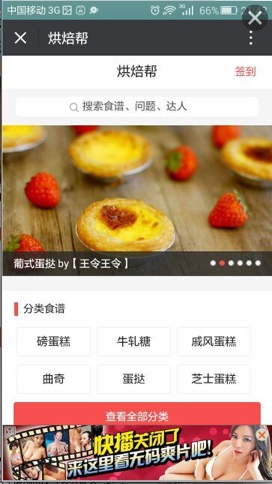 中国移动 3G
66%
烘焙帮
烘焙帮
签到
搜索食谱、问题、达人
葡式蛋挞 by【 王令王令 】
分类食谱
磅蛋糕
牛轧糖
戚风蛋糕
曲奇
蛋挞
芝士蛋糕
查看全部分类
快播关闭了
来这里看无码爽片吧!